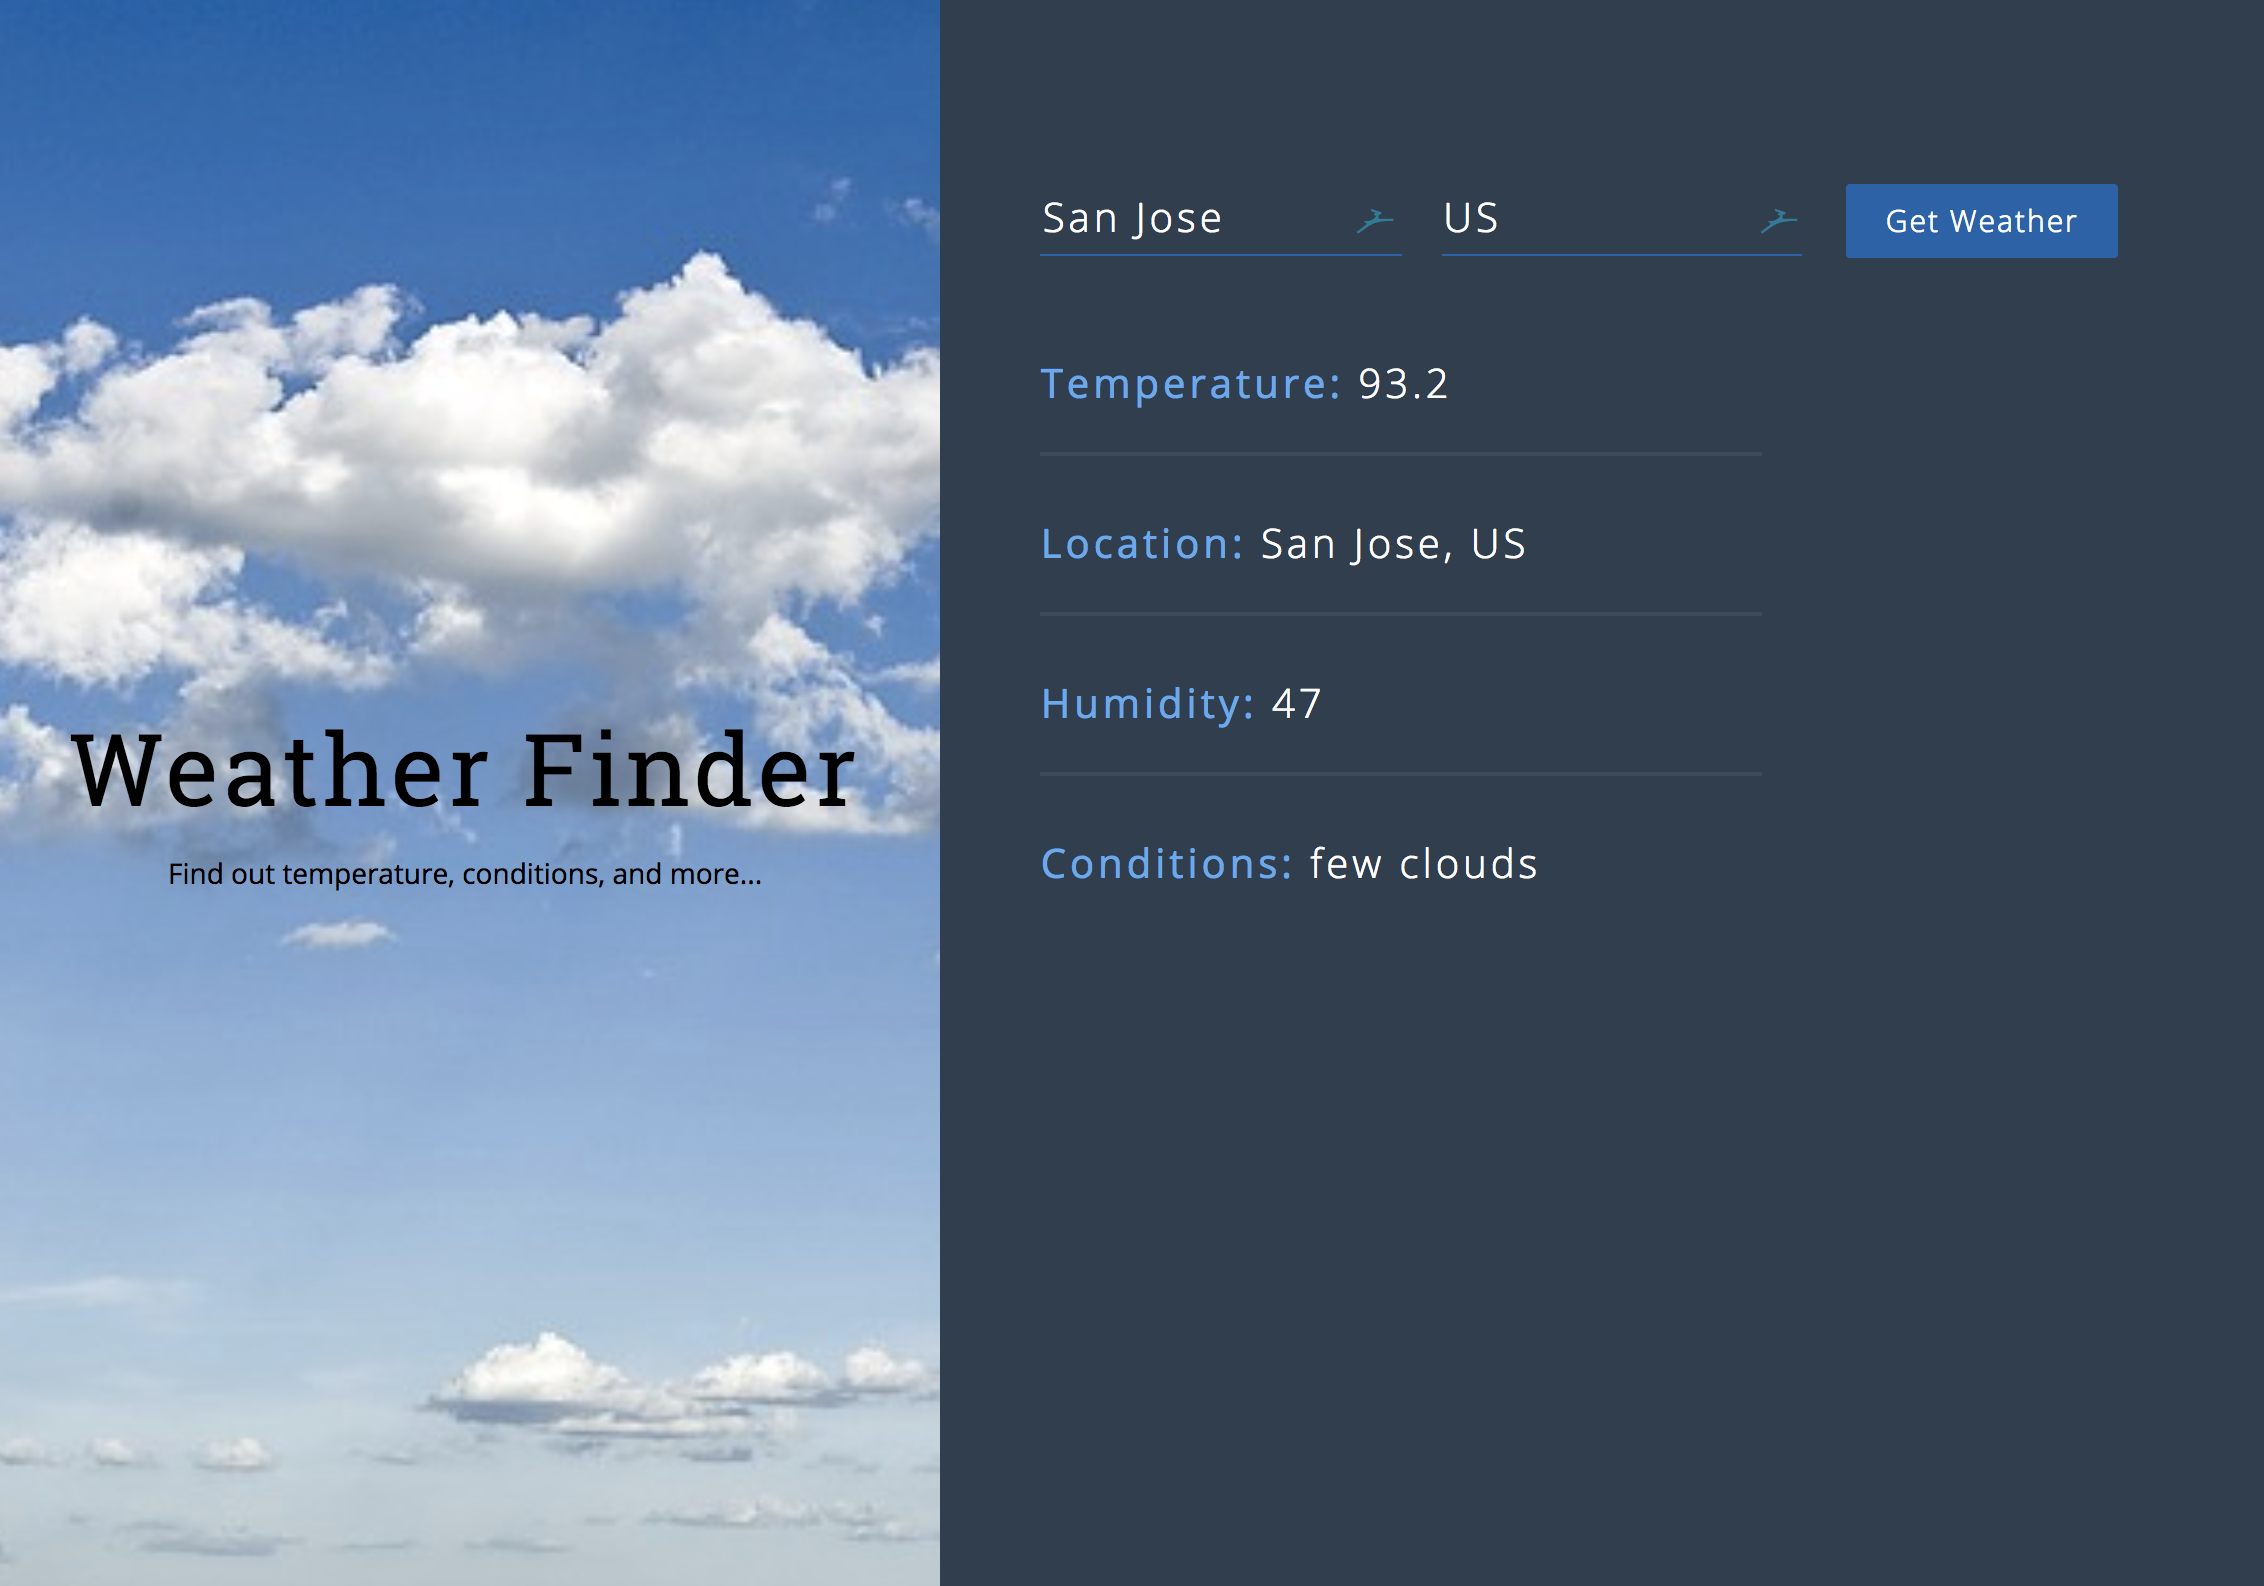 Weather Finder
Find out temperature, conditions, and more...
San Jose
US
Get Weather
Temperature: 93.2
Location: San Jose, US
Humidity: 47
Conditions: few clouds